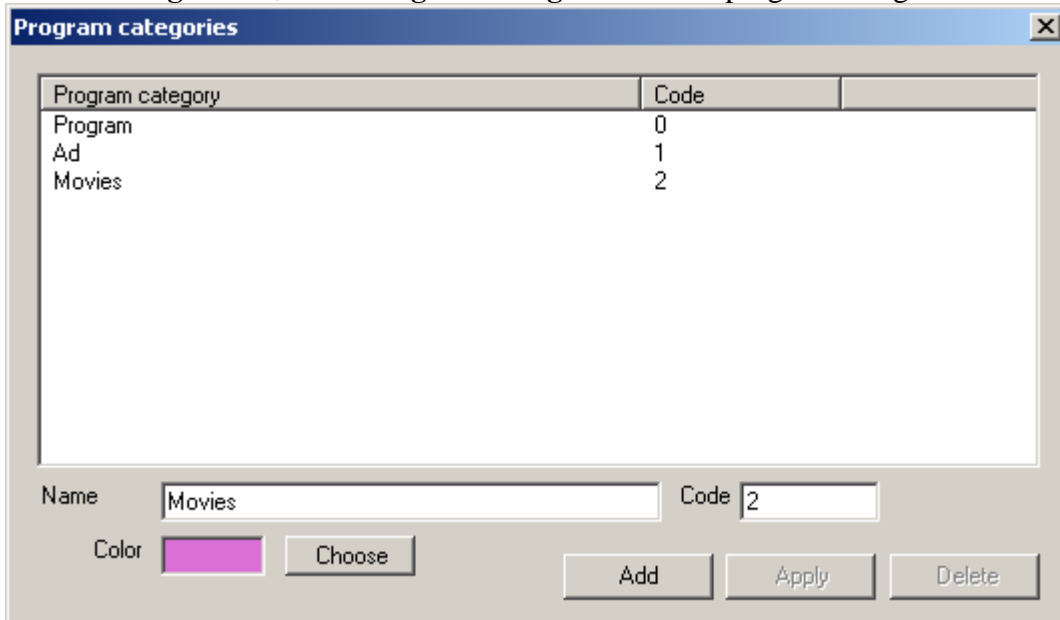 Program categories
Program category Code
Program 0
Ad 1
Movies 2
Name Movies Code 2
Color Choose
Add Apply Delete